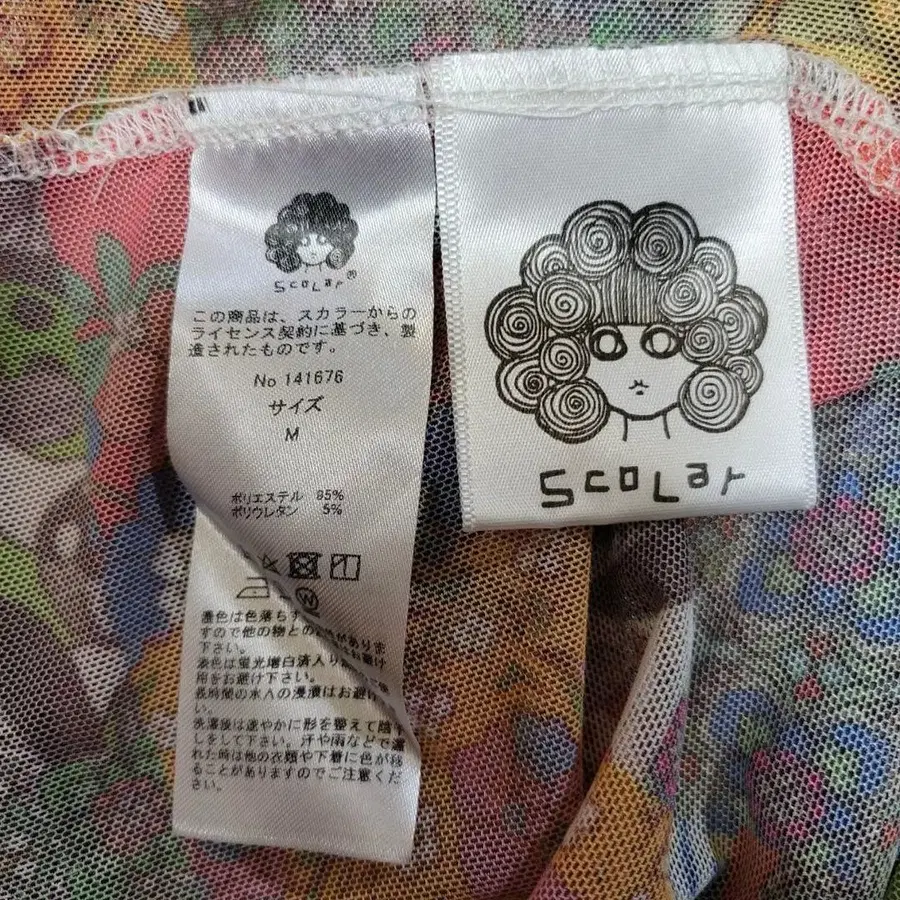 ScoLar®
この商品は、スカラーからの
ライセンス契約に基づき、製
造されたものです。
No 141676
サイズ
M
ポリエステル 95%
ポリウレタン 5%
濃色は色落ちす
すので他の物との
下さい。
淡色は蛍光増白済入り
用をお避け下さい。
長時間の水への浸漬はお避け
い。
洗濯後は速やかに形を整えて陰干
しをして下さい。汗や雨などで濡
れた時は他の衣類や下着に色が移
ることがありますのでご注意くだ
さい。
ScoLar